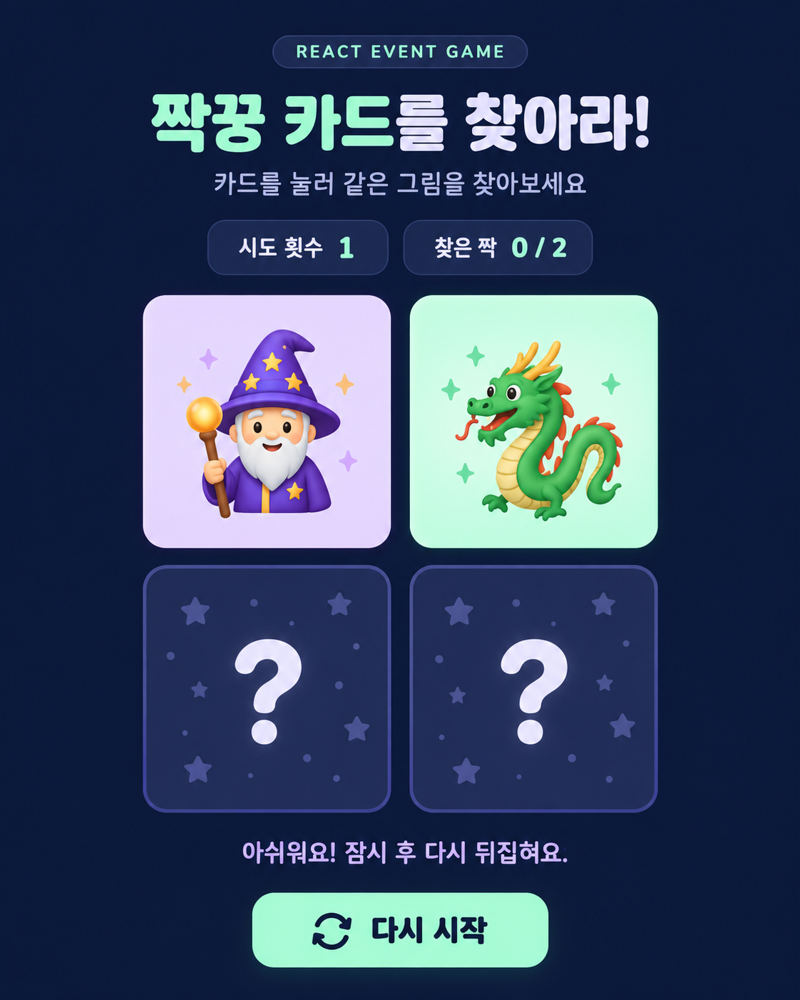 REACT EVENT GAME
짝꿍 카드를 찾아라!
카드를 눌러 같은 그림을 찾아보세요
시도 횟수 1
찾은 짝 0 / 2
?
?
아쉬워요! 잠시 후 다시 뒤집혀요.
다시 시작